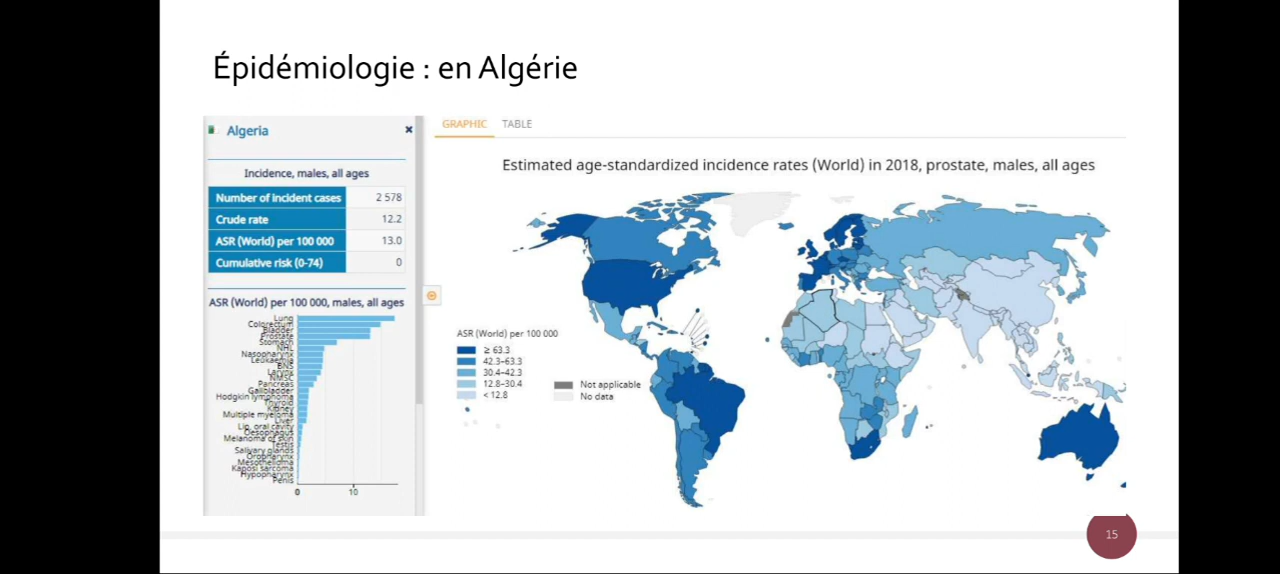 Épidémiologie : en Algérie
Algeria
×
GRAPHIC TABLE
Incidence, males, all ages
Number of incident cases 2 578
Crude rate 12.2
ASR (World) per 100 000 13.0
Cumulative risk (0-74) 0
ASR (World) per 100 000, males, all ages
Lung
Colorectum
Bladder
Prostate
Stomach
NHL
Nasopharynx
Leukaemia
BNS
Larynx
NMSC
Pancreas
Gallbladder
Hodgkin lymphoma
Thyroid
Kidney
Multiple myeloma
Liver
Lip, oral cavity
Oesophagus
Melanoma of skin
Testis
Salivary glands
Oropharynx
Mesothelioma
Kaposi sarcoma
Hypopharynx
Penis
0 10
Estimated age-standardized incidence rates (World) in 2018, prostate, males, all ages
ASR (World) per 100 000
≥ 63.3
42.3–63.3
30.4–42.3
12.8–30.4
< 12.8
Not applicable
No data
15